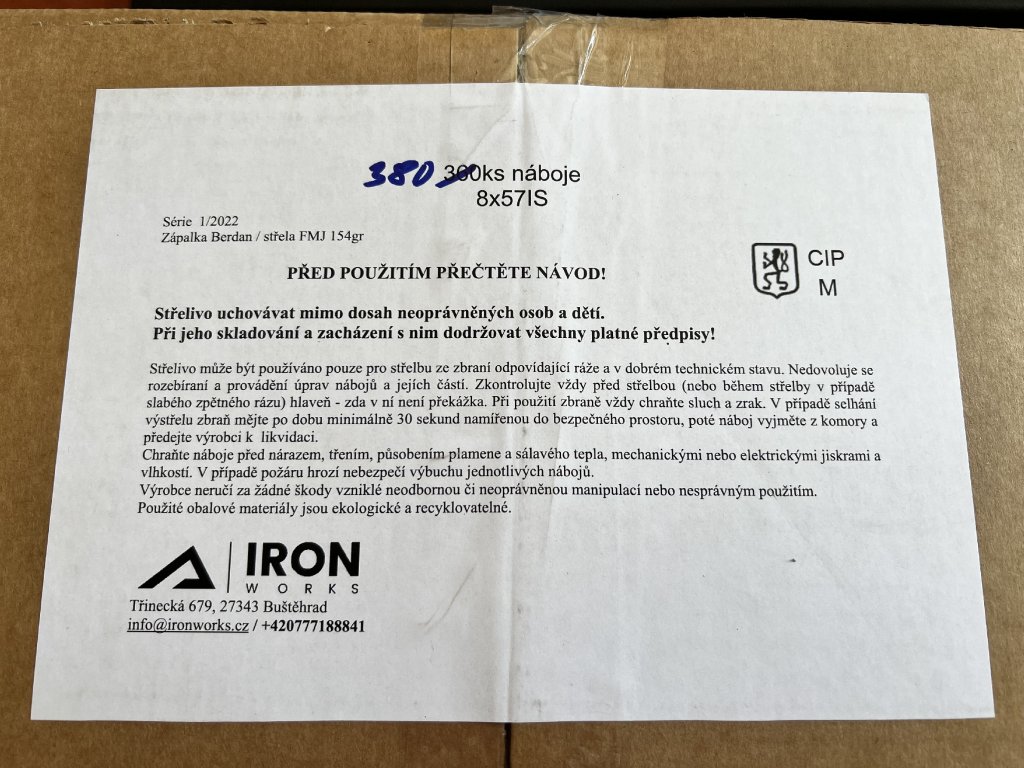 380 300ks náboje
8x57IS
Série 1/2022
Zápalka Berdan / střela FMJ 154gr
PŘED POUŽITÍM PŘEČTĚTE NÁVOD!
CIP
M
Střelivo uchovávat mimo dosah neoprávněných osob a dětí.
Při jeho skladování a zacházení s nim dodržovat všechny platné předpisy!
Střelivo může být používáno pouze pro střelbu ze zbraní odpovídající ráže a v dobrém technickém stavu. Nedovoluje se
rozebíraní a provádění úprav nábojů a jejích částí. Zkontrolujte vždy před střelbou (nebo během střelby v případě
slabého zpětného rázu) hlaveň - zda v ní není překážka. Při použití zbraně vždy chraňte sluch a zrak. V případě selhání
výstřelu zbraň mějte po dobu minimálně 30 sekund namířenou do bezpečného prostoru, poté náboj vyjměte z komory a
předejte výrobci k likvidaci.
Chraňte náboje před nárazem, třením, působením plamene a sálavého tepla, mechanickými nebo elektrickými jiskrami a
vlhkostí. V případě požáru hrozí nebezpečí výbuchu jednotlivých nábojů.
Výrobce neručí za žádné škody vzniklé neodbornou či neoprávněnou manipulací nebo nesprávným použitím.
Použité obalové materiály jsou ekologické a recyklovatelné.
IRON
WORKS
Třinecká 679, 27343 Buštěhrad
info@ironworks.cz / +420777188841